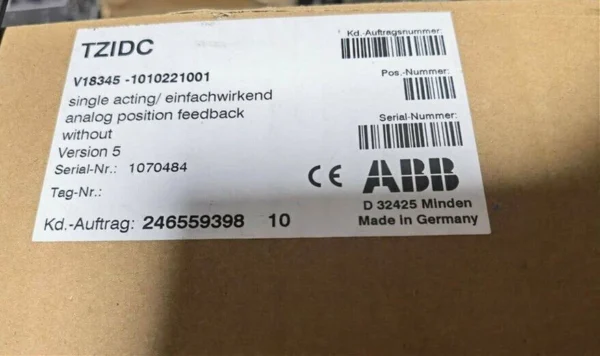 TZIDC
Kd.-Auftragsnummer:
V18345 -1010221001
Pos.-Nummer:
single acting/ einfachwirkend
analog position feedback
without
Serial-Nummer:
Version 5
Serial-Nr.: 1070484
CE ABB
Tag-Nr.:
D 32425 Minden
Kd.-Auftrag: 246559398 10
Made in Germany